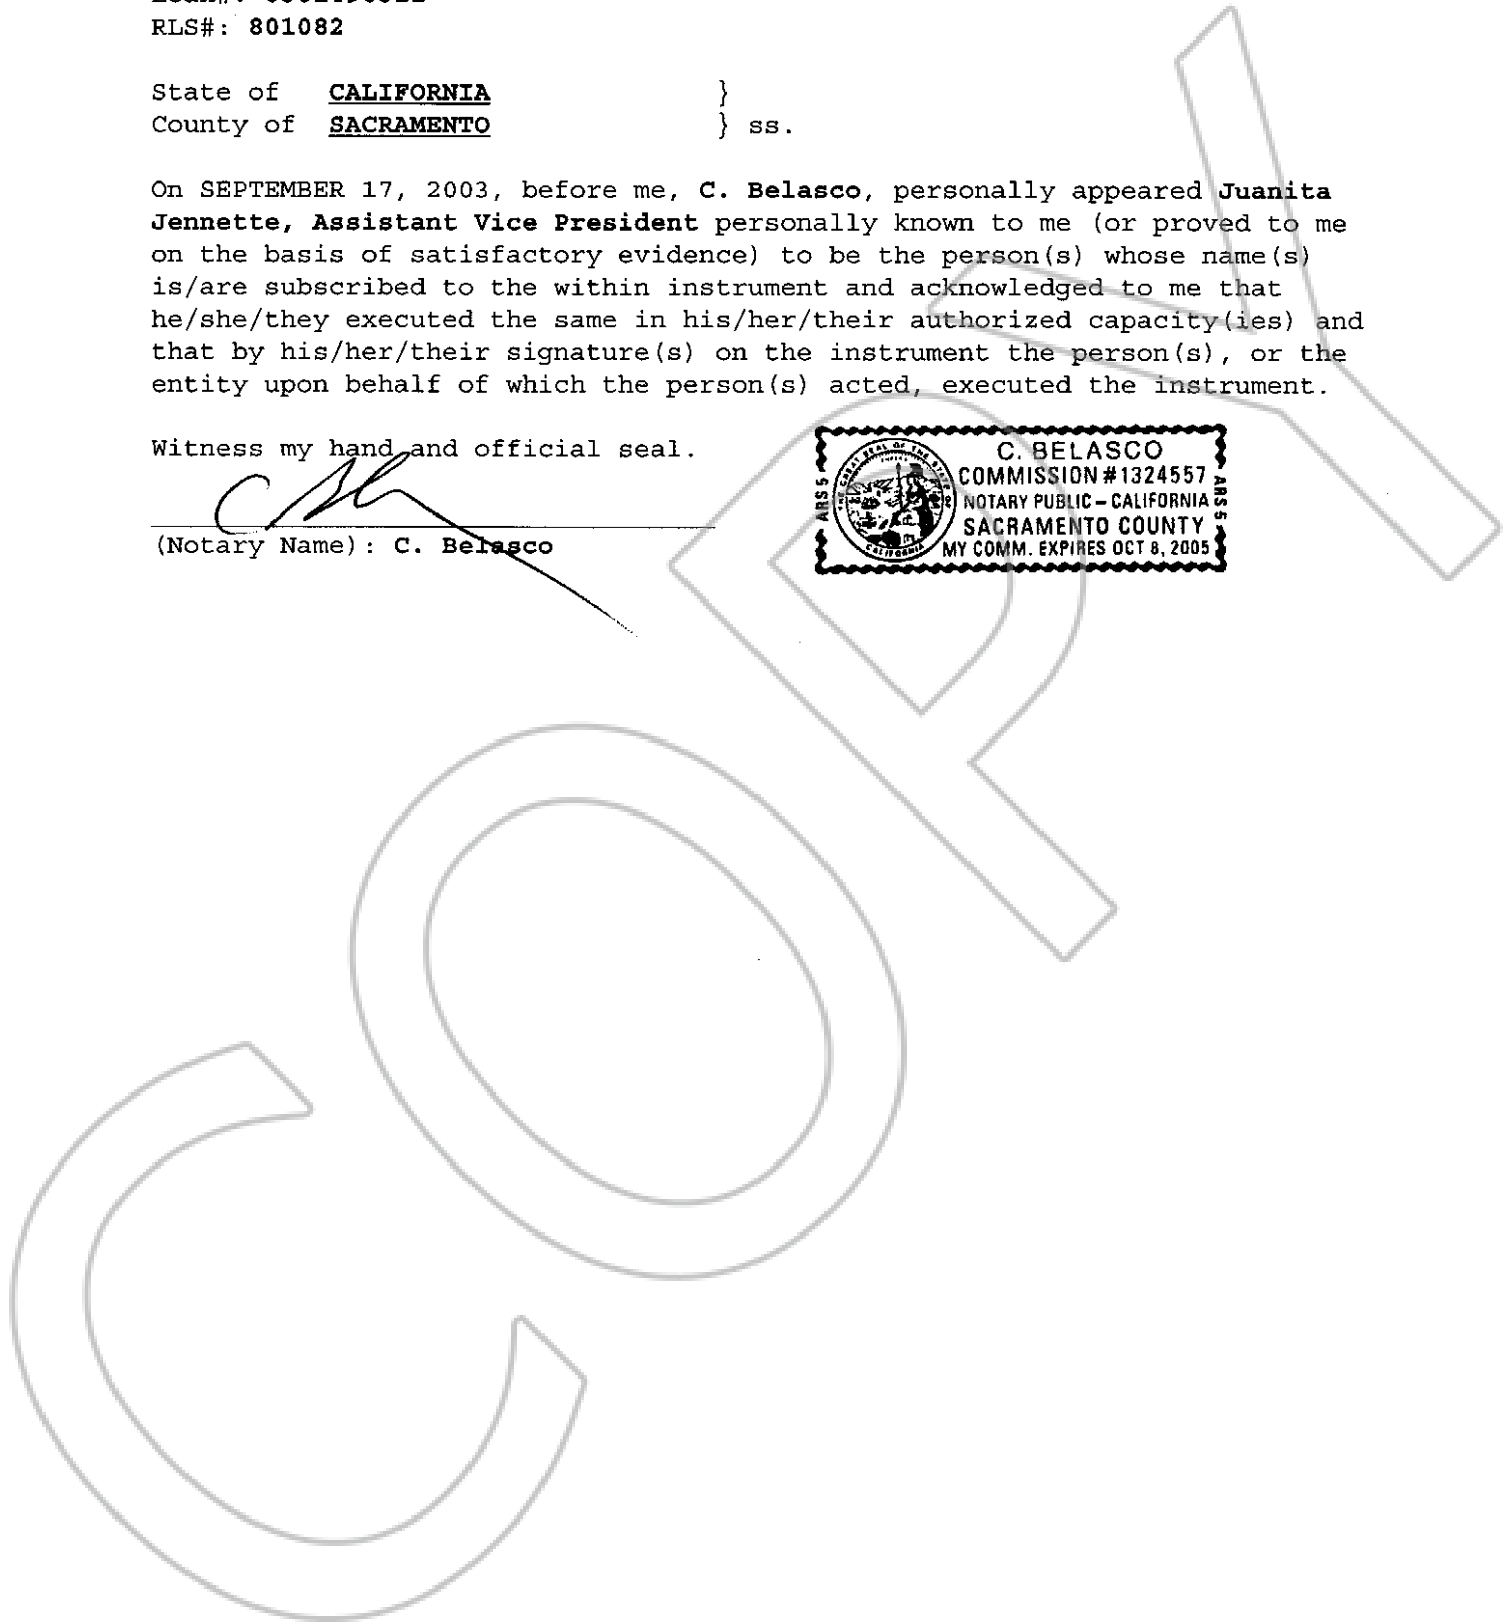 RLS#: 801082
State of CALIFORNIA }
County of SACRAMENTO } ss.
On SEPTEMBER 17, 2003, before me, C. Belasco, personally appeared Juanita
Jennette, Assistant Vice President personally known to me (or proved to me
on the basis of satisfactory evidence) to be the person(s) whose name(s)
is/are subscribed to the within instrument and acknowledged to me that
he/she/they executed the same in his/her/their authorized capacity(ies) and
that by his/her/their signature(s) on the instrument the person(s), or the
entity upon behalf of which the person(s) acted, executed the instrument.
Witness my hand and official seal.
(Notary Name): C. Belasco
C. BELASCO
COMMISSION #1324557
NOTARY PUBLIC – CALIFORNIA
SACRAMENTO COUNTY
MY COMM. EXPIRES OCT 8, 2005
ARS 5
ARS 5
COPY